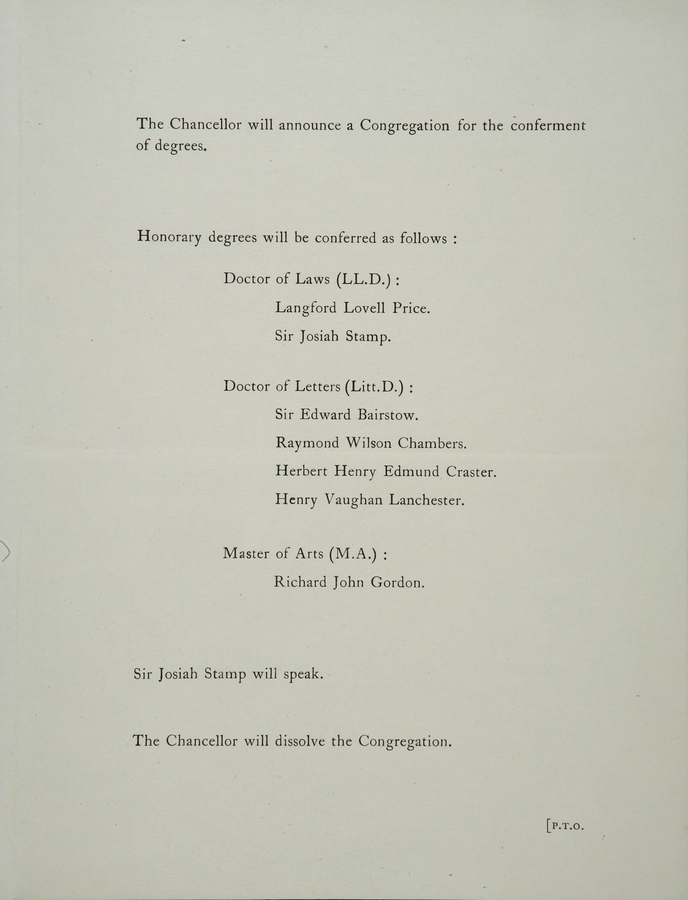 The Chancellor will announce a Congregation for the conferment
of degrees.
Honorary degrees will be conferred as follows :
Doctor of Laws (LL.D.) :
Langford Lovell Price.
Sir Josiah Stamp.
Doctor of Letters (Litt.D.) :
Sir Edward Bairstow.
Raymond Wilson Chambers.
Herbert Henry Edmund Craster.
Henry Vaughan Lanchester.
Master of Arts (M.A.) :
Richard John Gordon.
Sir Josiah Stamp will speak.
The Chancellor will dissolve the Congregation.
[P.T.O.